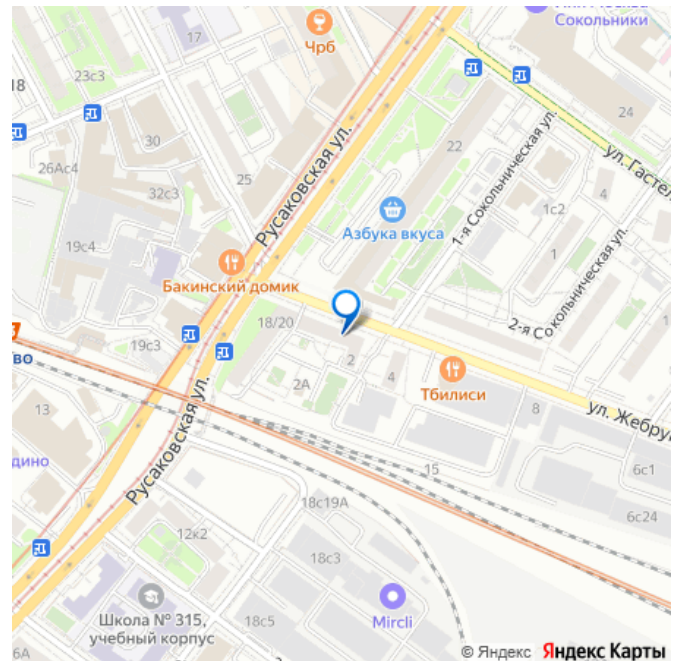 Сокольники
Чрб
17
23с3
18
24
30
22
ул. Гастел
Русаковская ул.
26Ас4
25
32с3
4
1с2
1-я Сокольническая ул.
Азбука вкуса
19с4
1
2-я Сокольническая ул.
Бакинский домик
18/20
1
19с3
во
2
2А
4
Тбилиси
13
8
ул. Жебру
дино
Русаковская ул.
15
6с1
18с19А
6с24
12к2
18с3
Школа № 315,
учебный корпус
Mircli
18с5
6А
© Яндекс Яндекс Карты